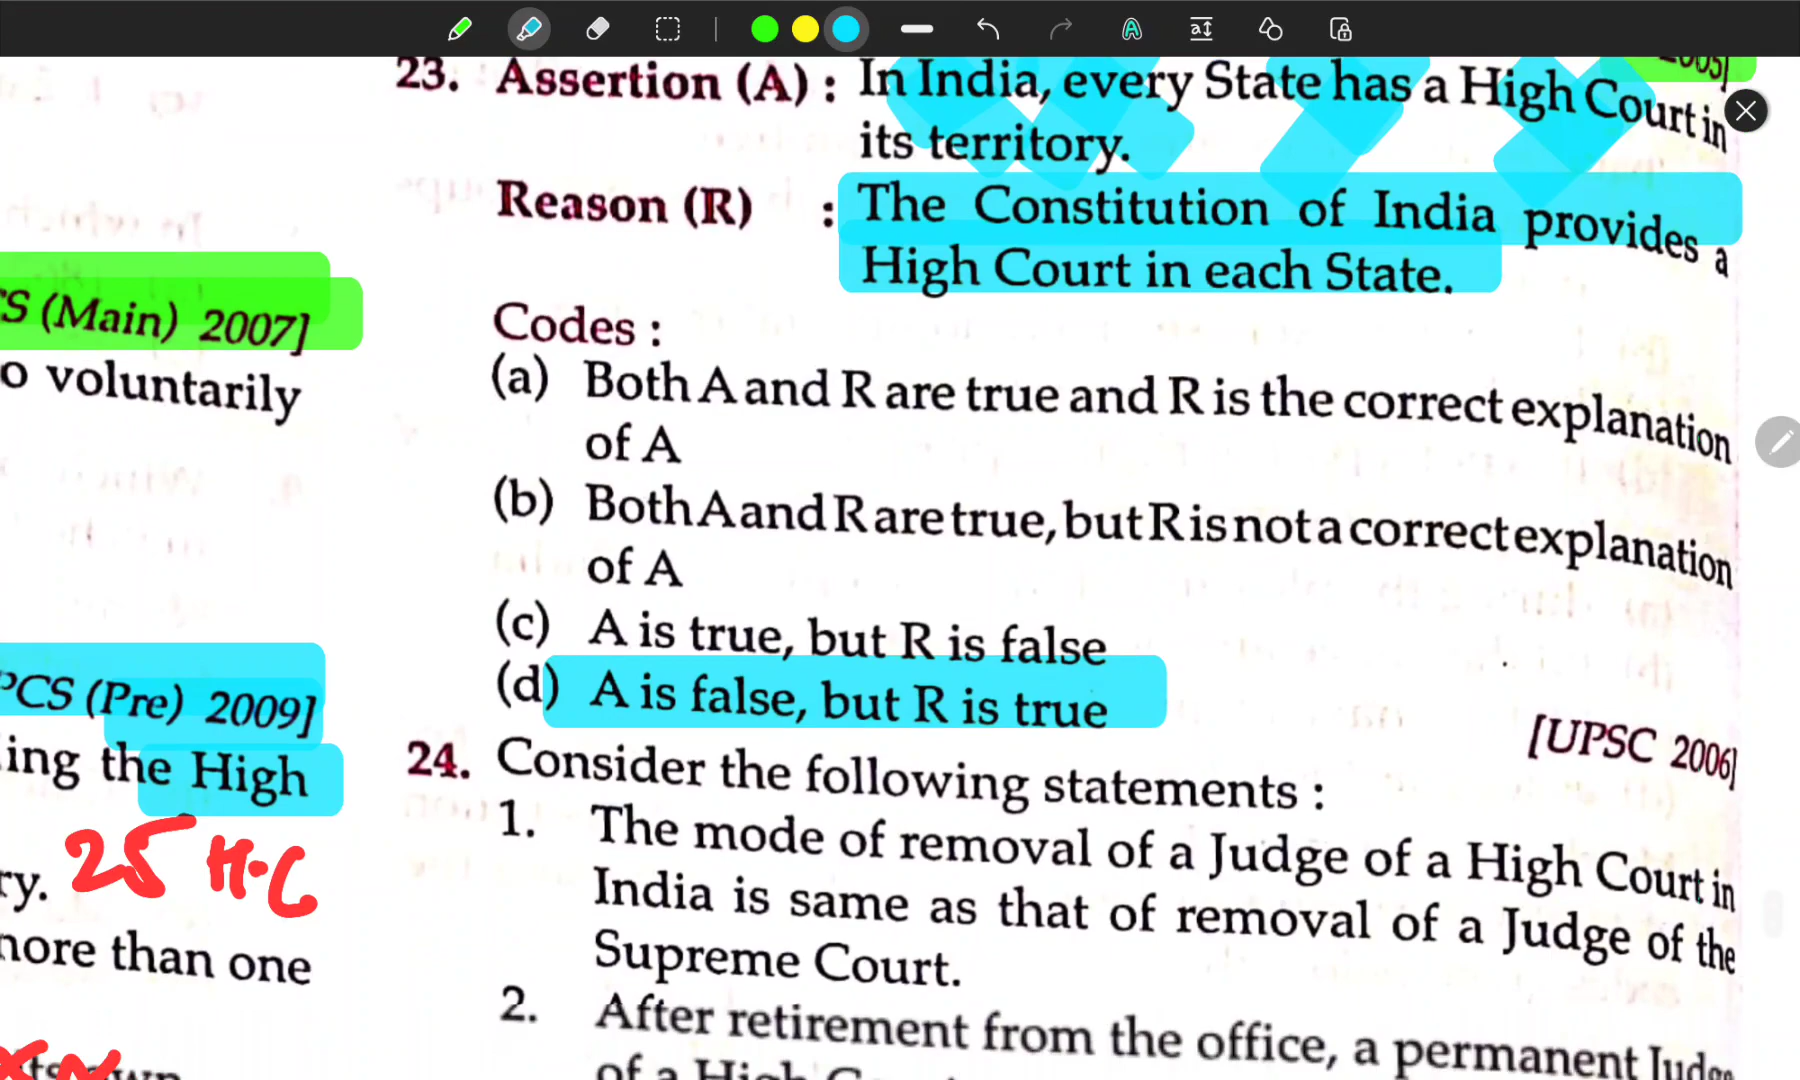 2005]
23. Assertion (A) : In India, every State has a High Court in
its territory.
Reason (R) : The Constitution of India provides a
High Court in each State.
Codes :
(a) Both A and R are true and R is the correct explanation
of A
(b) Both A and R are true, but R is not a correct explanation
of A
(c) A is true, but R is false
(d) A is false, but R is true
[UPSC 2006]
24. Consider the following statements :
1. The mode of removal of a Judge of a High Court in
India is same as that of removal of a Judge of the
Supreme Court.
2. After retirement from the office, a permanent Judge
of a High
CS (Main) 2007]
o voluntarily
PCS (Pre) 2009]
ing the High
25 H.C
ry.
more than one